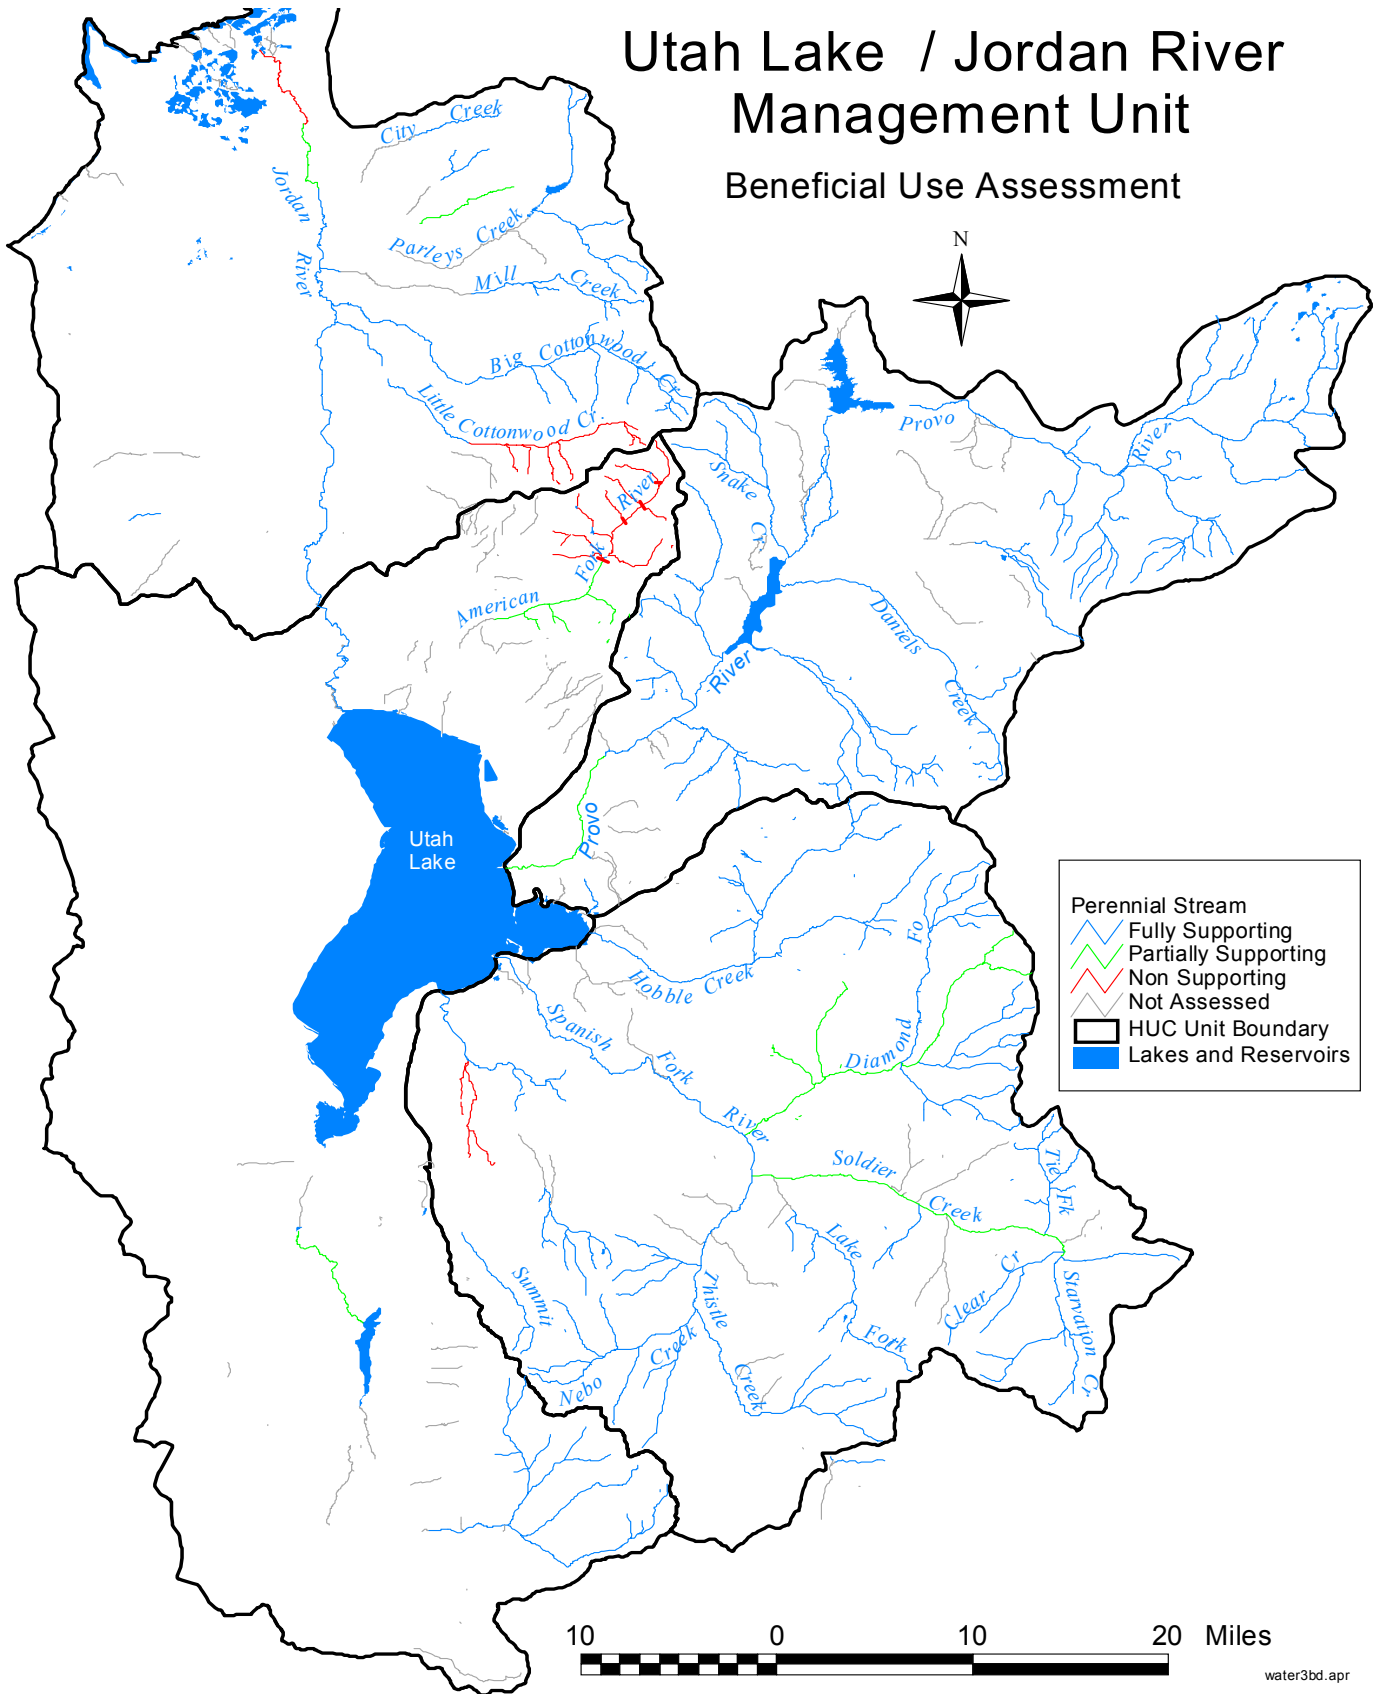 Utah Lake / Jordan River
Management Unit
Beneficial Use Assessment
N
City Creek
Jordan River
Parleys Creek
Mill Creek
Big Cottonwood Cr.
Little Cottonwood Cr.
Provo River
Snake Cr.
American Fork River
Daniels Creek
River
Provo
Utah
Lake
Hobble Creek
Diamond Fo
Spanish Fork River
Soldier Creek
Tie Fk
Lake Fork
Clear Cr
Starvation Cr.
Summit
Thistle Creek
Nebo Creek
Perennial Stream
Fully Supporting
Partially Supporting
Non Supporting
Not Assessed
HUC Unit Boundary
Lakes and Reservoirs
10 0 10 20 Miles
water3bd.apr